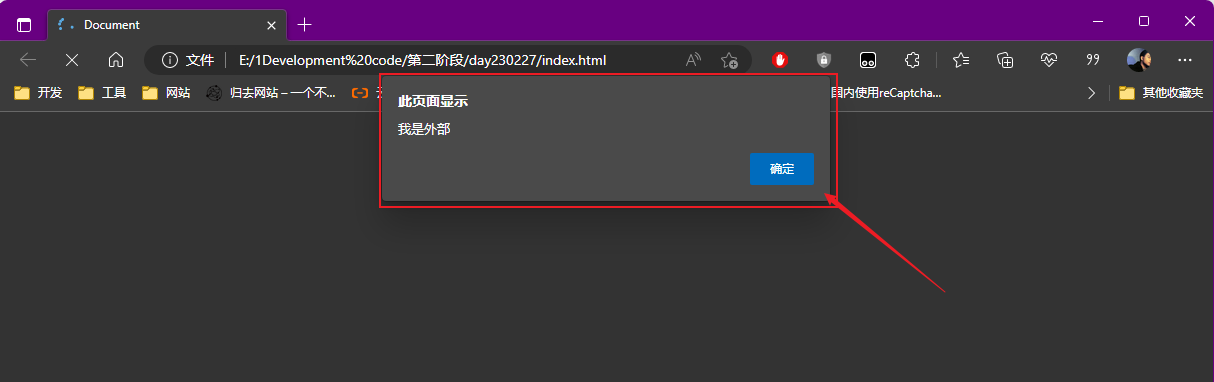 Document
文件
E:/1Development%20code/第二阶段/day230227/index.html
开发
工具
网站
归去网站 – 一个不...
国内使用reCaptcha...
其他收藏夹
此页面显示
我是外部
确定